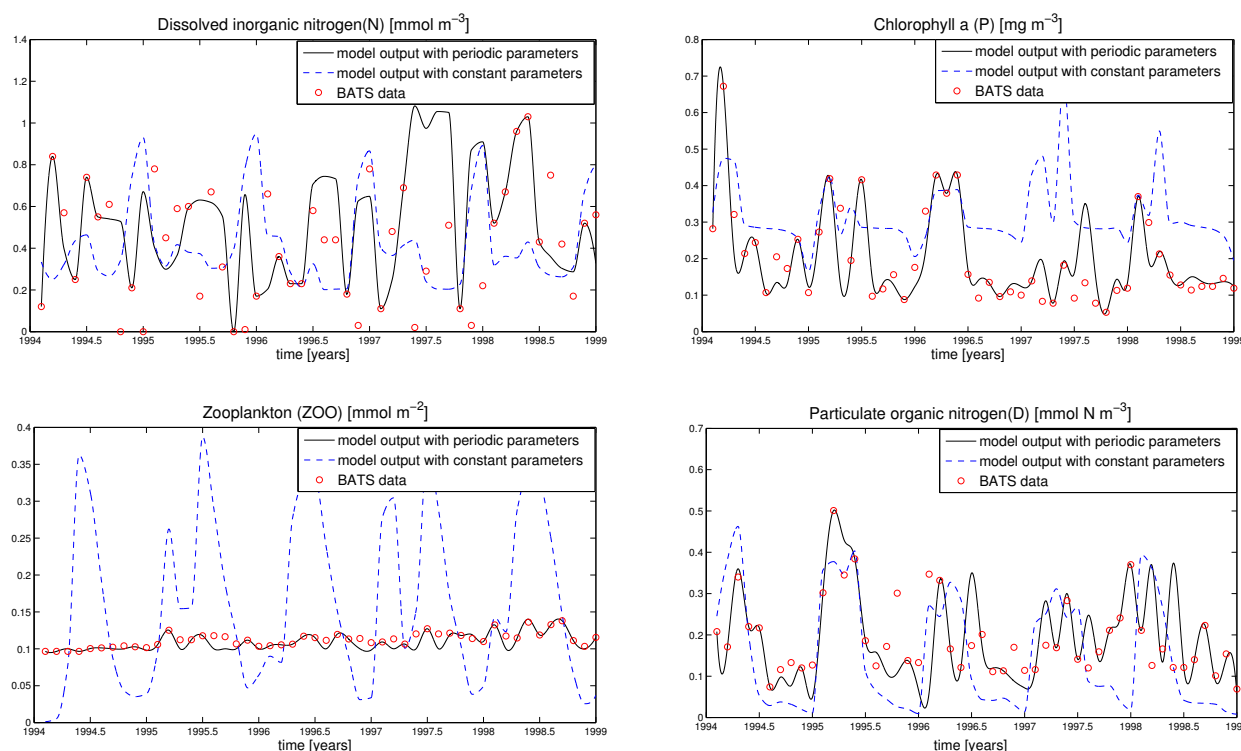 Dissolved inorganic nitrogen(N) [mmol m−3]
1.4
1.2
1
0.8
0.6
0.4
0.2
0
model output with periodic parameters
model output with constant parameters
BATS data
1994 1994.5 1995 1995.5 1996 1996.5 1997 1997.5 1998 1998.5 1999
time [years]
Chlorophyll a (P) [mg m−3]
0.8
0.7
0.6
0.5
0.4
0.3
0.2
0.1
0
model output with periodic parameters
model output with constant parameters
BATS data
1994 1994.5 1995 1995.5 1996 1996.5 1997 1997.5 1998 1998.5 1999
time [years]
Zooplankton (ZOO) [mmol m−2]
0.4
0.35
0.3
0.25
0.2
0.15
0.1
0.05
0
model output with periodic parameters
model output with constant parameters
BATS data
1994 1994.5 1995 1995.5 1996 1996.5 1997 1997.5 1998 1998.5 1999
time [years]
Particulate organic nitrogen(D) [mmol N m−3]
0.7
0.6
0.5
0.4
0.3
0.2
0.1
0
model output with periodic parameters
model output with constant parameters
BATS data
1994 1994.5 1995 1995.5 1996 1996.5 1997 1997.5 1998 1998.5 1999
time [years]